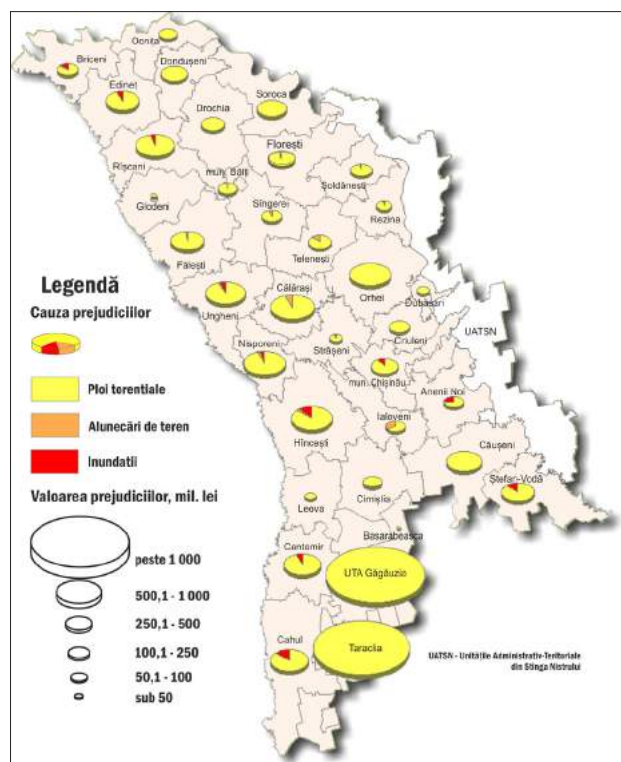 Ocnita
Briceni
Dondușeni
Edineț
Soroca
Drochia
Rîșcani
Florești
mun. Bălți
Șoldănești
Glodeni
Sîngerei
Rezina
Telenești
Fălești
Călărași
Orhei
Dubăsari
Ungheni
UATSN
Criuleni
Strășeni
Nisporeni
mun. Chișinău
Anenii Noi
Ialoveni
Hîncești
Căușeni
Ștefan-Vodă
Leova
Cimișlia
Basarabeasca
Cantemir
UTA Găgăuzia
Cahul
Taraclia
Legendă
Cauza prejudiciilor
Ploi torentiale
Alunecări de teren
Inundatii
Valoarea prejudiciilor, mil. lei
peste 1 000
500,1 - 1 000
250,1 - 500
100,1 - 250
50,1 - 100
sub 50
UATSN - Unitățile Administrativ-Teritoriale
din Stînga Nistrului